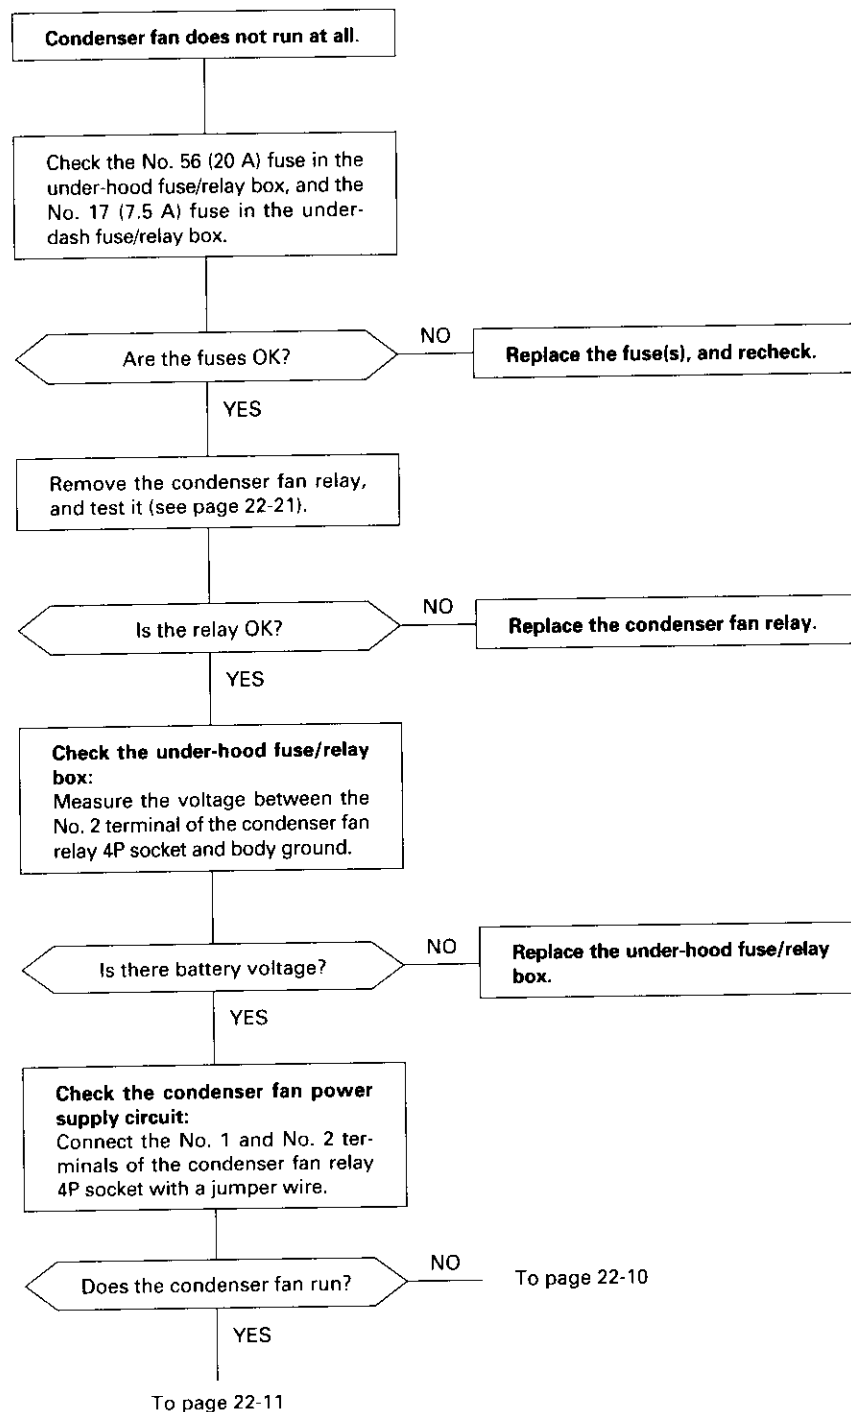 Condenser fan does not run at all.
Check the No. 56 (20 A) fuse in the
under-hood fuse/relay box, and the
No. 17 (7.5 A) fuse in the under-
dash fuse/relay box.
Are the fuses OK?
NO
Replace the fuse(s), and recheck.
YES
Remove the condenser fan relay,
and test it (see page 22-21).
Is the relay OK?
NO
Replace the condenser fan relay.
YES
Check the under-hood fuse/relay
box:
Measure the voltage between the
No. 2 terminal of the condenser fan
relay 4P socket and body ground.
Is there battery voltage?
NO
Replace the under-hood fuse/relay
box.
YES
Check the condenser fan power
supply circuit:
Connect the No. 1 and No. 2 ter-
minals of the condenser fan relay
4P socket with a jumper wire.
Does the condenser fan run?
NO
To page 22-10
YES
To page 22-11